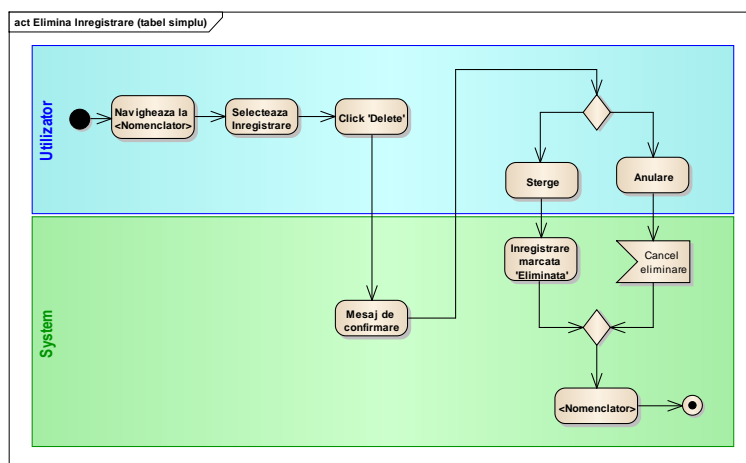 act Elimina Inregistrare (tabel simplu)
Utilizator
Navigheaza la
<Nomenclator>
Selecteaza
Inregistrare
Click 'Delete'
Sterge
Anulare
System
Inregistrare
marcata
'Eliminata'
Cancel
eliminare
Mesaj de
confirmare
<Nomenclator>